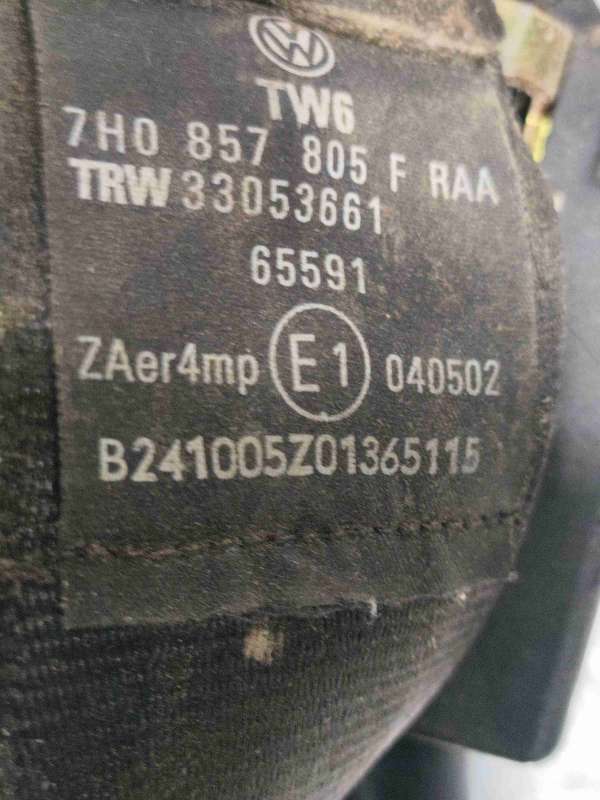 TW6
7H0 857 805 F RAA
TRW 33053661
65591
ZAer4mp E1 040502
B241005Z01365115